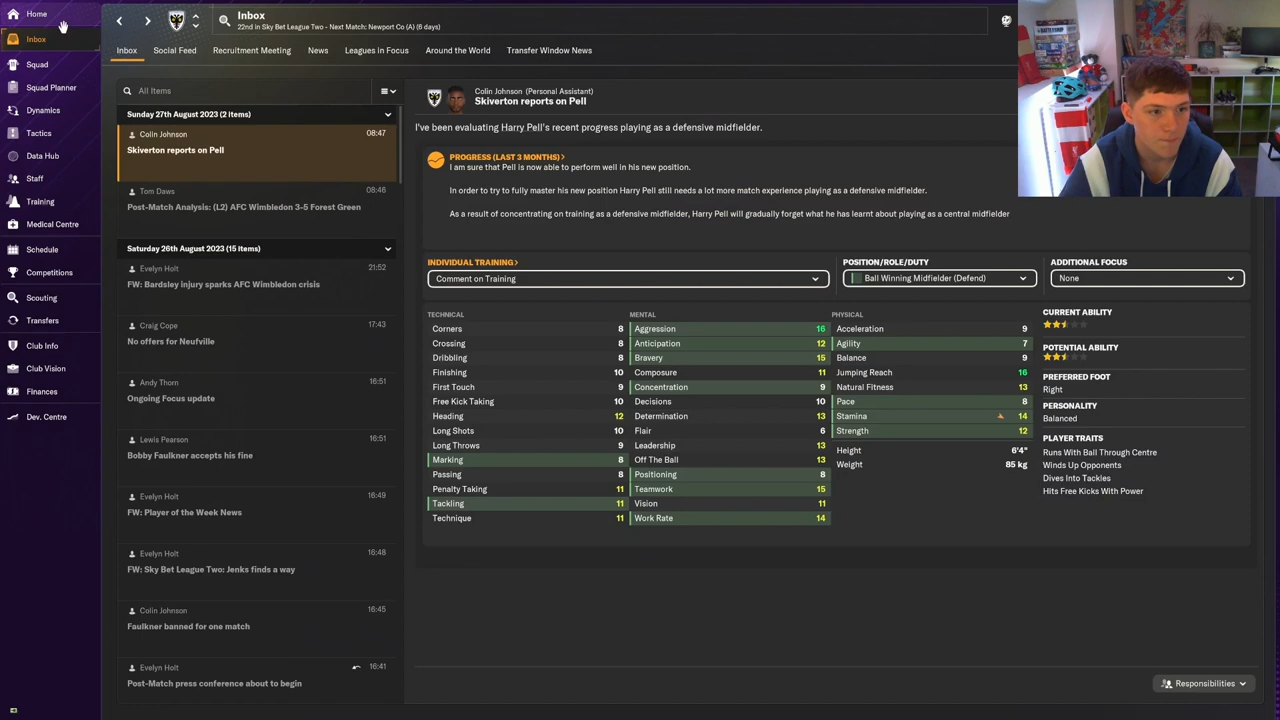 Home
Inbox
Squad
Squad Planner
Dynamics
Tactics
Data Hub
Staff
Training
Medical Centre
Schedule
Competitions
Scouting
Transfers
Club Info
Club Vision
Finances
Dev. Centre
Inbox
22nd in Sky Bet League Two - Next Match: Newport Co (A) (6 days)
Inbox Social Feed Recruitment Meeting News Leagues in Focus Around the World Transfer Window News
All Items
Sunday 27th August 2023 (2 Items)
Colin Johnson 08:47
Skiverton reports on Pell
Tom Daws 08:46
Post-Match Analysis: (L2) AFC Wimbledon 3-5 Forest Green
Saturday 26th August 2023 (15 Items)
Evelyn Holt 21:52
FW: Bardsley injury sparks AFC Wimbledon crisis
Craig Cope 17:43
No offers for Neufville
Andy Thorn 16:51
Ongoing Focus update
Lewis Pearson 16:51
Bobby Faulkner accepts his fine
Evelyn Holt 16:49
FW: Player of the Week News
Evelyn Holt 16:48
FW: Sky Bet League Two: Jenks finds a way
Colin Johnson 16:45
Faulkner banned for one match
Evelyn Holt 16:41
Post-Match press conference about to begin
Colin Johnson (Personal Assistant)
Skiverton reports on Pell
I've been evaluating Harry Pell's recent progress playing as a defensive midfielder.
PROGRESS (LAST 3 MONTHS)>
I am sure that Pell is now able to perform well in his new position.
In order to try to fully master his new position Harry Pell still needs a lot more match experience playing as a defensive midfielder.
As a result of concentrating on training as a defensive midfielder, Harry Pell will gradually forget what he has learnt about playing as a central midfielder
INDIVIDUAL TRAINING> POSITION/ROLE/DUTY ADDITIONAL FOCUS
Comment on Training Ball Winning Midfielder (Defend) None
TECHNICAL MENTAL PHYSICAL
Corners 8 Aggression 16 Acceleration 9
Crossing 8 Anticipation 12 Agility 7
Dribbling 8 Bravery 15 Balance 9
Finishing 10 Composure 11 Jumping Reach 16
First Touch 9 Concentration 9 Natural Fitness 13
Free Kick Taking 10 Decisions 10 Pace 8
Heading 12 Determination 13 Stamina 14
Long Shots 10 Flair 6 Strength 12
Long Throws 9 Leadership 13 Height 6'4"
Marking 8 Off The Ball 13 Weight 85 kg
Passing 8 Positioning 8
Penalty Taking 11 Teamwork 15
Tackling 11 Vision 11
Technique 11 Work Rate 14
CURRENT ABILITY
POTENTIAL ABILITY
PREFERRED FOOT
Right
PERSONALITY
Balanced
PLAYER TRAITS
Runs With Ball Through Centre
Winds Up Opponents
Dives Into Tackles
Hits Free Kicks With Power
Responsibilities